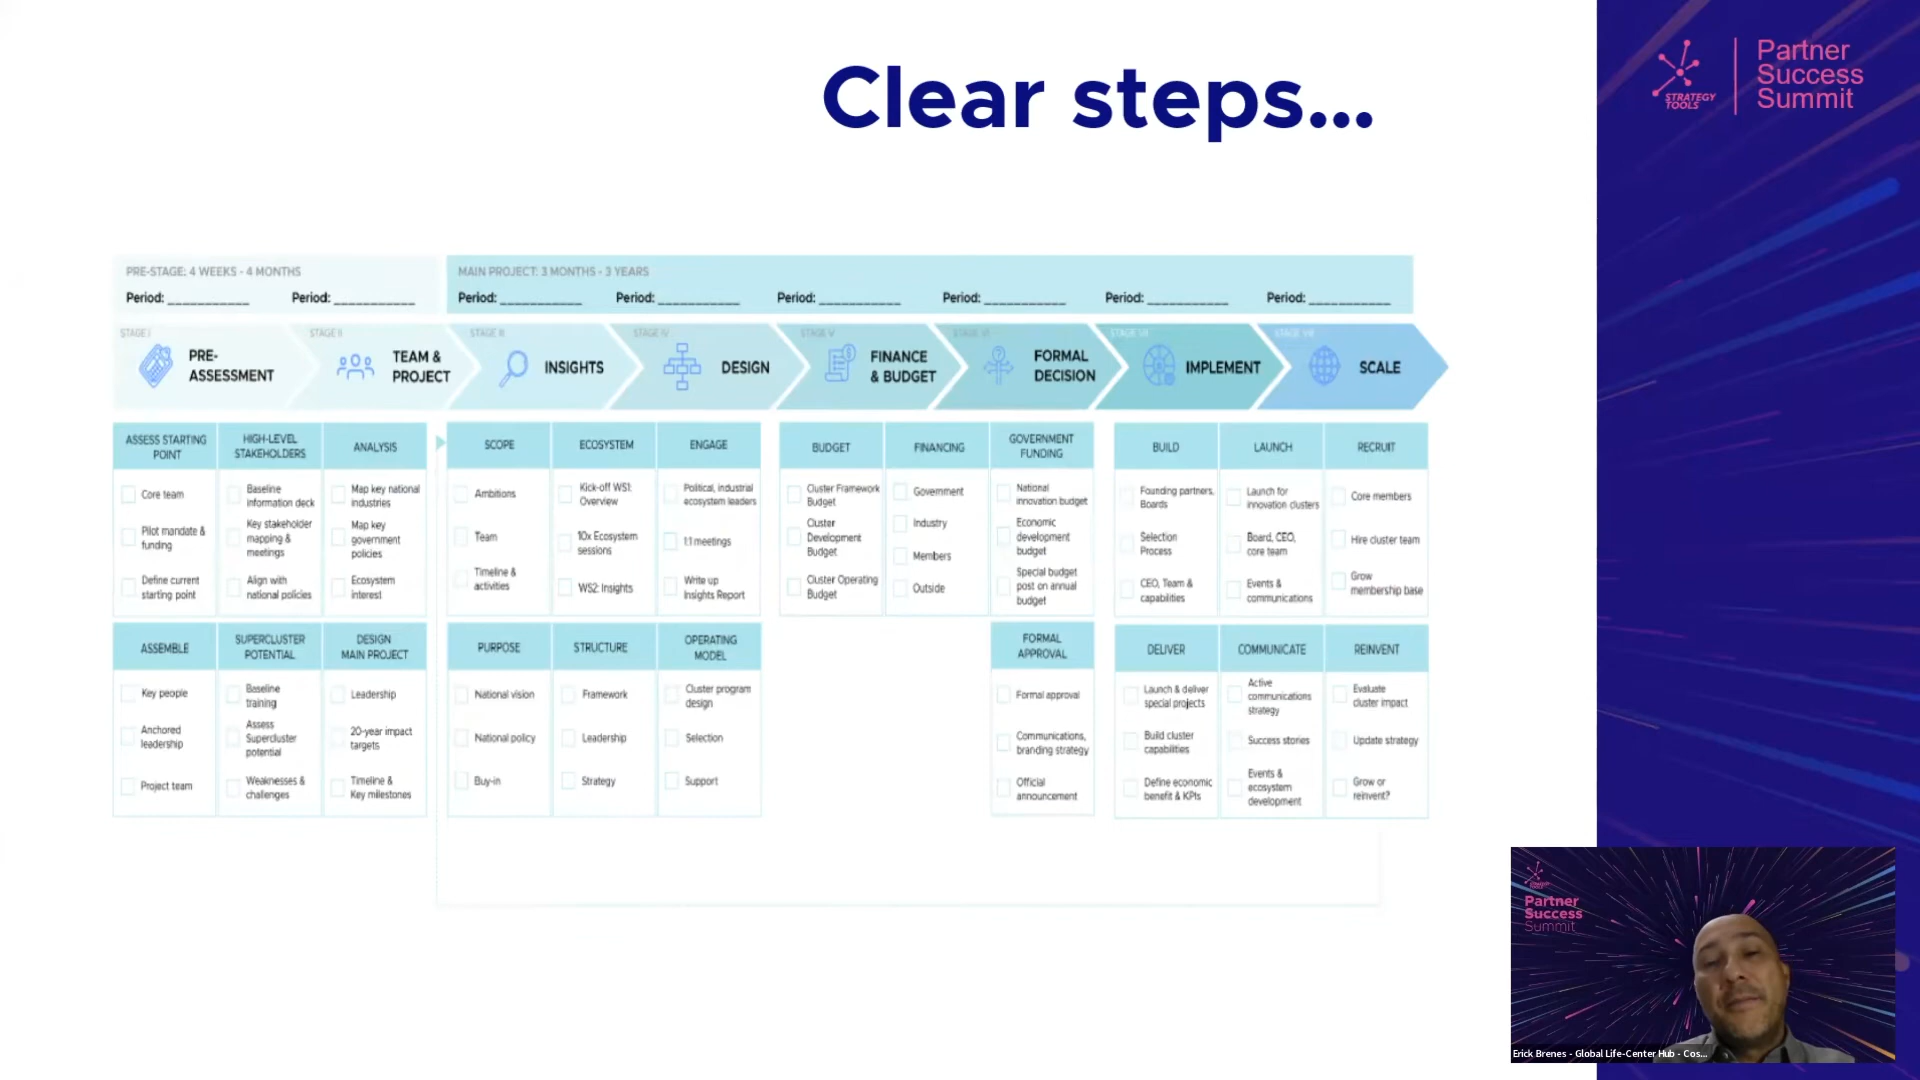 Clear steps...
STRATEGY
TOOLS
Partner
Success
Summit
PRE-STAGE: 4 WEEKS - 4 MONTHS
MAIN PROJECT: 3 MONTHS - 3 YEARS
Period: ____________
Period: ____________
Period: ____________
Period: ____________
Period: ____________
Period: ____________
Period: ____________
Period: ____________
STAGE I
PRE-
ASSESSMENT
STAGE II
TEAM &
PROJECT
STAGE III
INSIGHTS
STAGE IV
DESIGN
STAGE V
FINANCE
& BUDGET
STAGE VI
FORMAL
DECISION
STAGE VII
IMPLEMENT
STAGE VIII
SCALE
ASSESS STARTING
POINT
Core team
Pilot mandate &
funding
Define current
starting point
HIGH-LEVEL
STAKEHOLDERS
Baseline
information deck
Key stakeholder
mapping &
meetings
Align with
national policies
ANALYSIS
Map key national
industries
Map key
government
policies
Ecosystem
interest
SCOPE
Ambitions
Team
Timeline &
activities
ECOSYSTEM
Kick-off WS1:
Overview
10x Ecosystem
sessions
WS2: Insights
ENGAGE
Political, industrial
ecosystem leaders
1:1 meetings
Write up
Insights Report
BUDGET
Cluster Framework
Budget
Cluster
Development
Budget
Cluster Operating
Budget
FINANCING
Government
Industry
Members
Outside
GOVERNMENT
FUNDING
National
innovation budget
Economic
development
budget
Special budget
post on annual
budget
BUILD
Founding partners,
Boards
Selection
Process
CEO, Team &
capabilities
LAUNCH
Launch for
innovation clusters
Board, CEO,
core team
Events &
communications
RECRUIT
Core members
Hire cluster team
Grow
membership base
ASSEMBLE
Key people
Anchored
leadership
Project team
SUPERCLUSTER
POTENTIAL
Baseline
training
Assess
Supercluster
potential
Weaknesses &
challenges
DESIGN
MAIN PROJECT
Leadership
20-year impact
targets
Timeline &
Key milestones
PURPOSE
National vision
National policy
Buy-in
STRUCTURE
Framework
Leadership
Strategy
OPERATING
MODEL
Cluster program
design
Selection
Support
FORMAL
APPROVAL
Formal approval
Communications,
branding strategy
Official
announcement
DELIVER
Launch & deliver
special projects
Build cluster
capabilities
Define economic
benefit & KPIs
COMMUNICATE
Active
communications
strategy
Success stories
Events &
ecosystem
development
REINVENT
Evaluate
cluster impact
Update strategy
Grow or
reinvent?
Partner
Success
Summit
Erick Brenes - Global Life-Center Hub - Cos...